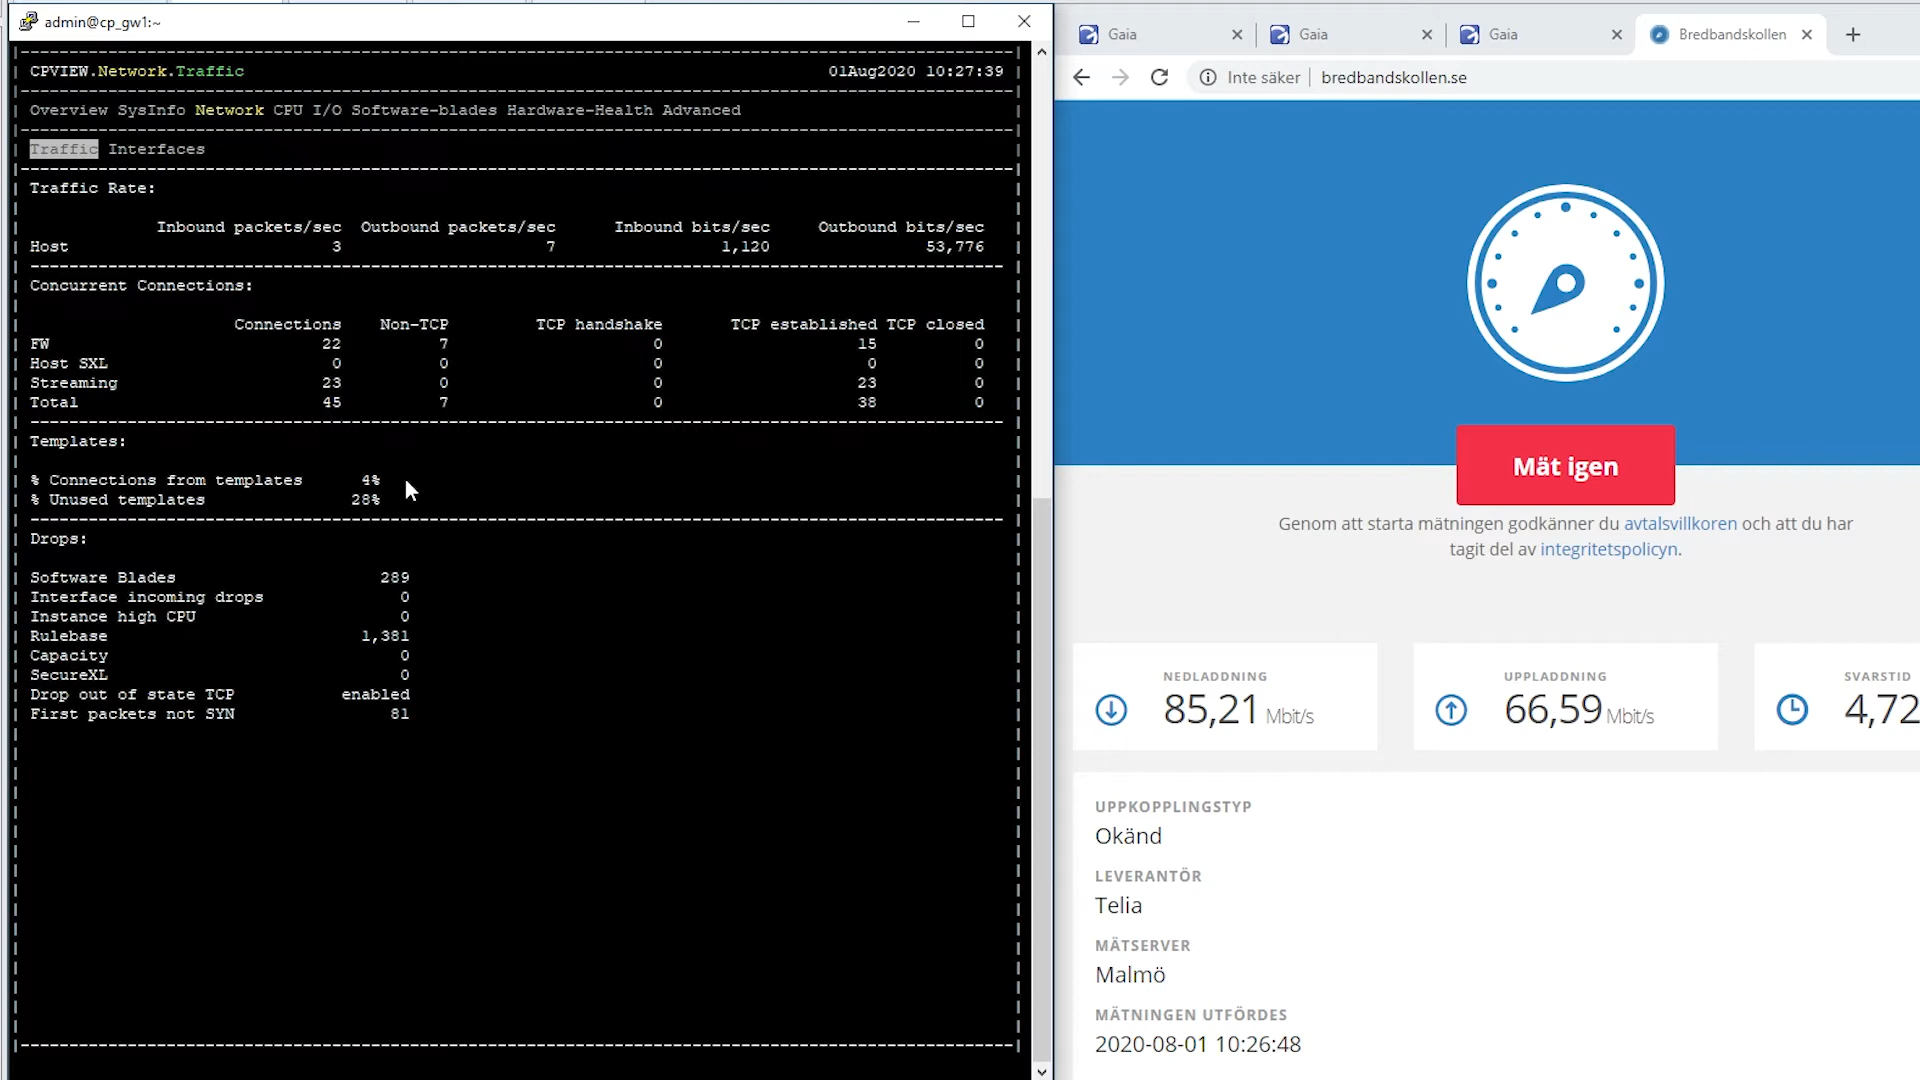 admin@cp_gw1:~
CPVIEW.Network.Traffic 01Aug2020 10:27:39
Overview SysInfo Network CPU I/O Software-blades Hardware-Health Advanced
Traffic Interfaces
Traffic Rate:
Inbound packets/sec Outbound packets/sec Inbound bits/sec Outbound bits/sec
Host 3 7 1,120 53,776
Concurrent Connections:
Connections Non-TCP TCP handshake TCP established TCP closed
FW 22 7 0 15 0
Host SXL 0 0 0 0 0
Streaming 23 0 0 23 0
Total 45 7 0 38 0
Templates:
% Connections from templates 4%
% Unused templates 28%
Drops:
Software Blades 289
Interface incoming drops 0
Instance high CPU 0
Rulebase 1,381
Capacity 0
SecureXL 0
Drop out of state TCP enabled
First packets not SYN 81
Gaia Gaia Gaia Bredbandskollen
Inte säker bredbandskollen.se
Mät igen
Genom att starta mätningen godkänner du avtalsvillkoren och att du har
tagit del av integritetspolicyn.
NEDLADDNING
85,21 Mbit/s
UPPLADDNING
66,59 Mbit/s
SVARSTID
4,72
UPPKOPPLINGSTYP
Okänd
LEVERANTÖR
Telia
MÄTSERVER
Malmö
MÄTNINGEN UTFÖRDES
2020-08-01 10:26:48